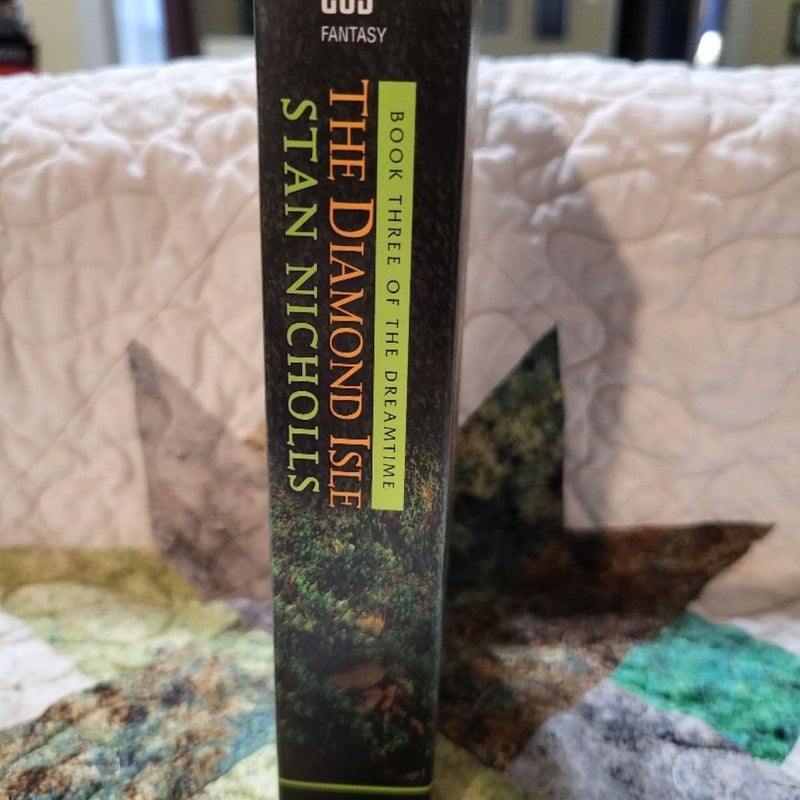 FANTASY
BOOK THREE OF THE DREAMTIME
THE DIAMOND ISLE
STAN NICHOLLS